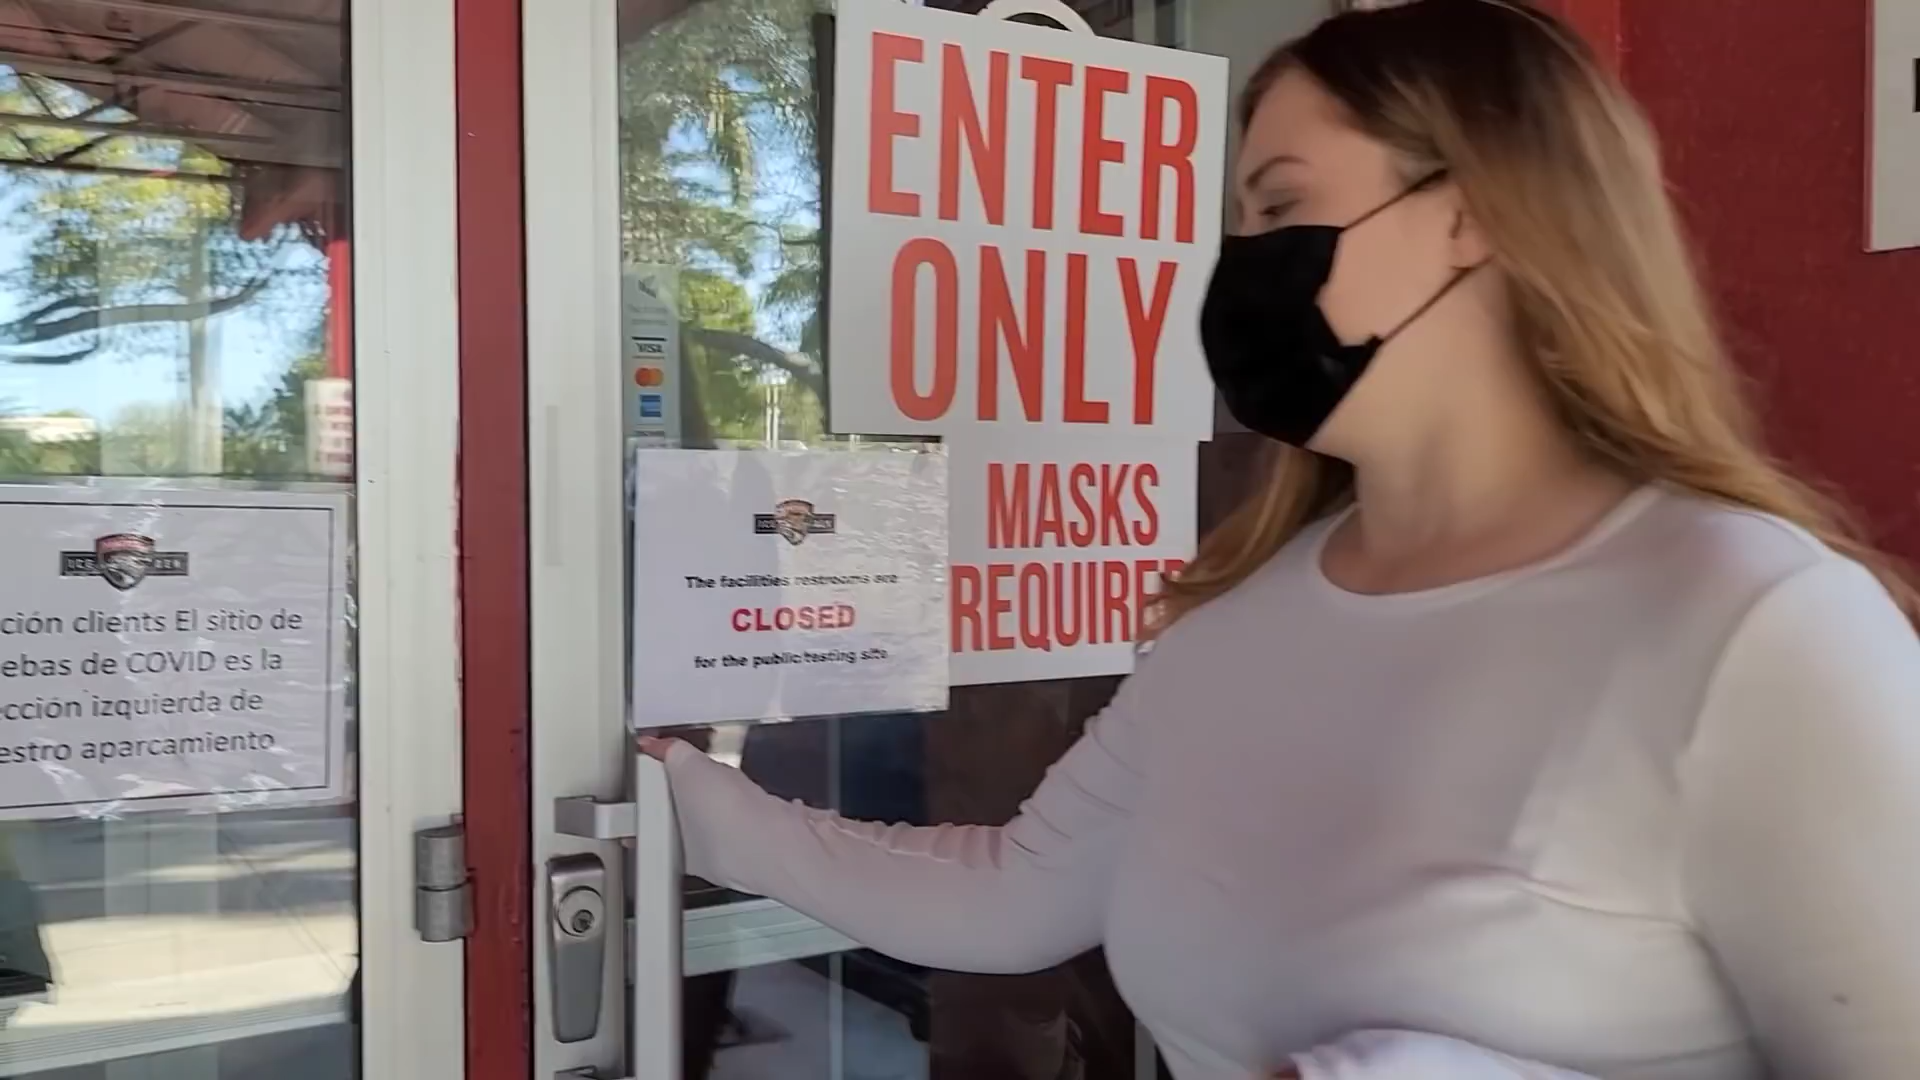 ENTER
ONLY
MASKS
REQUIRE
VISA
The facilities restrooms are
CLOSED
for the public testing site
ción clients El sitio de
ebas de COVID es la
cción izquierda de
estro aparcamiento